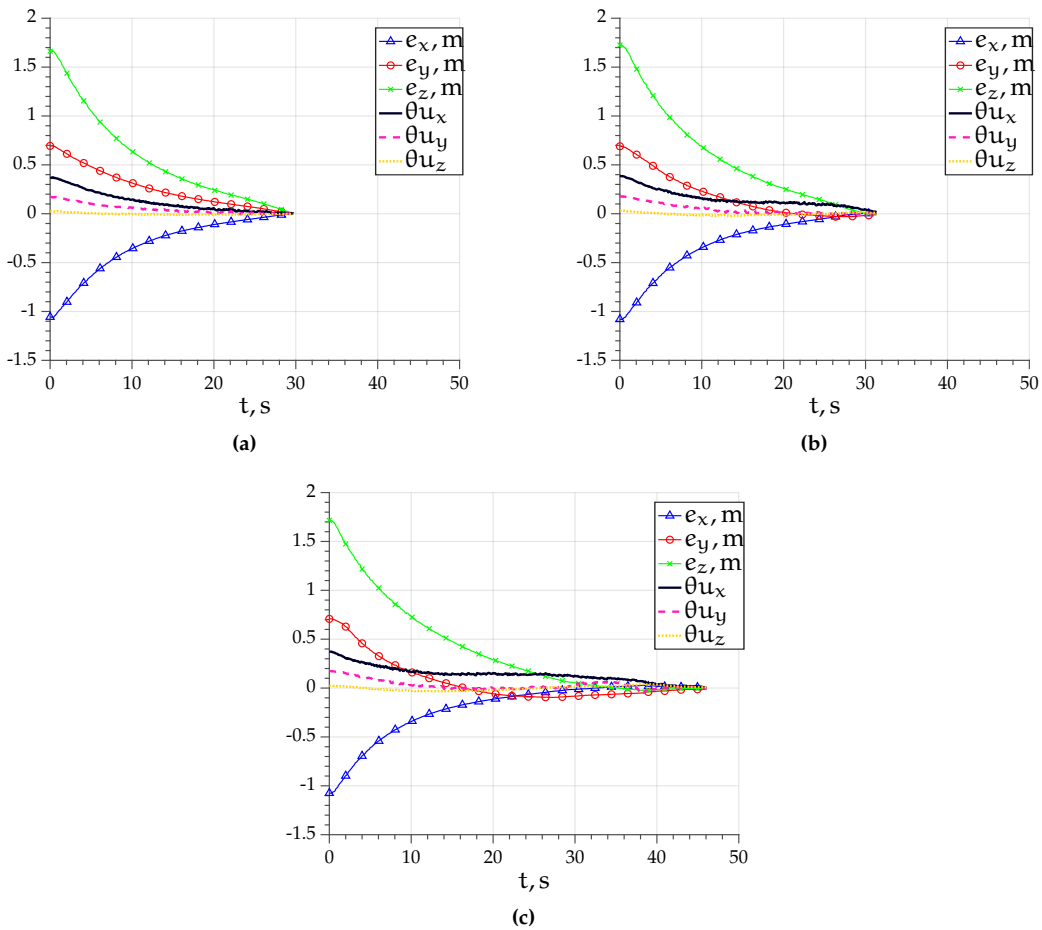 2
1.5
1
0.5
0
-0.5
-1
-1.5
0 10 20 30 40 50
t, s
e_x, m
e_y, m
e_z, m
θu_x
θu_y
θu_z
(a)
2
1.5
1
0.5
0
-0.5
-1
-1.5
0 10 20 30 40 50
t, s
e_x, m
e_y, m
e_z, m
θu_x
θu_y
θu_z
(b)
2
1.5
1
0.5
0
-0.5
-1
-1.5
0 10 20 30 40 50
t, s
e_x, m
e_y, m
e_z, m
θu_x
θu_y
θu_z
(c)